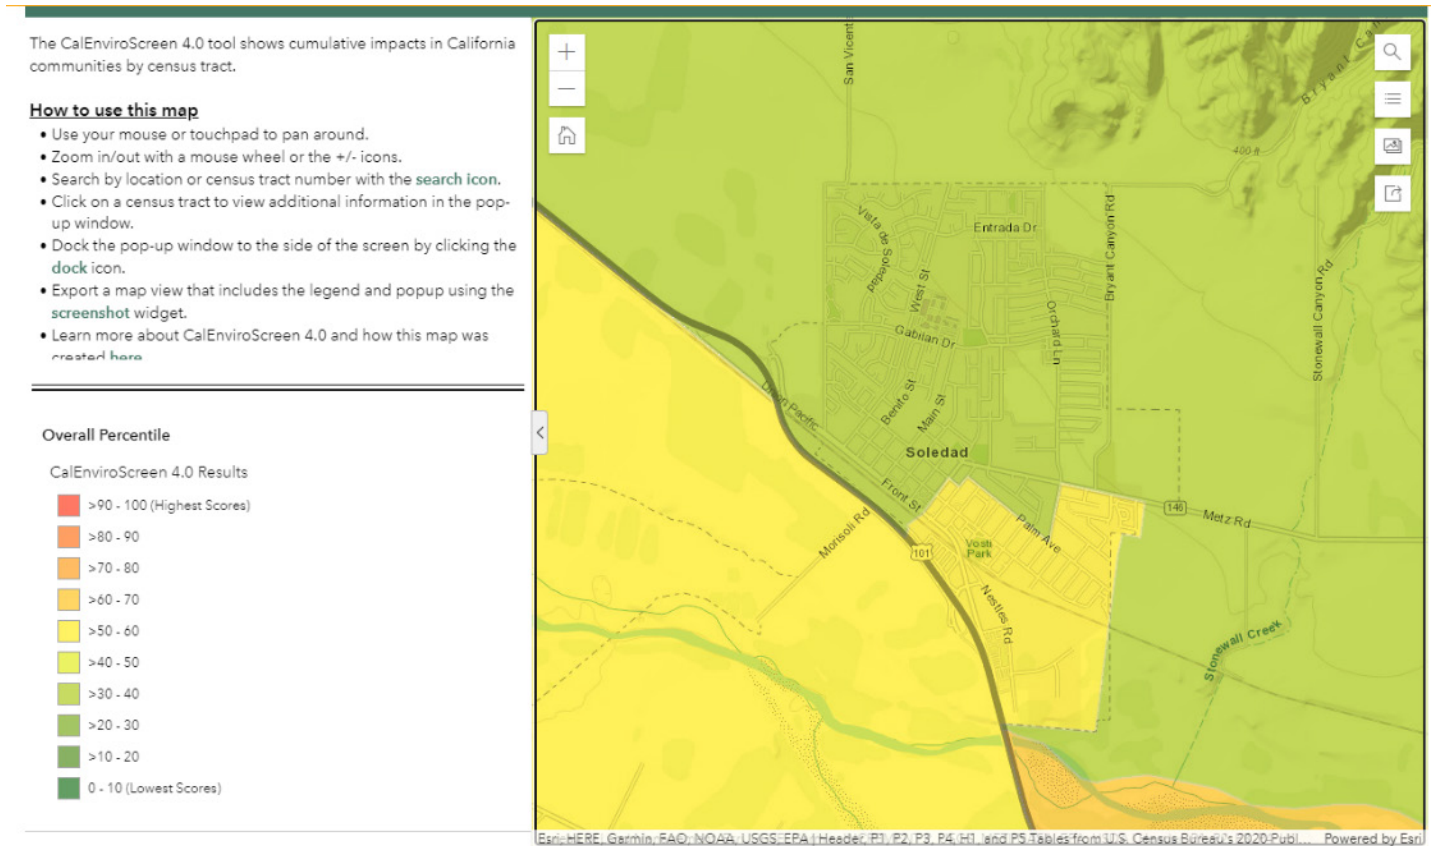 The CalEnviroScreen 4.0 tool shows cumulative impacts in California
communities by census tract.
How to use this map
• Use your mouse or touchpad to pan around.
• Zoom in/out with a mouse wheel or the +/- icons.
• Search by location or census tract number with the search icon.
• Click on a census tract to view additional information in the pop-
up window.
• Dock the pop-up window to the side of the screen by clicking the
dock icon.
• Export a map view that includes the legend and popup using the
screenshot widget.
• Learn more about CalEnviroScreen 4.0 and how this map was
created here
Overall Percentile
CalEnviroScreen 4.0 Results
>90 - 100 (Highest Scores)
>80 - 90
>70 - 80
>60 - 70
>50 - 60
>40 - 50
>30 - 40
>20 - 30
>10 - 20
0 - 10 (Lowest Scores)
San Vicent
Bryant Can
400 ft
Vista de Soledad
Entrada Dr
West St
Bryant Canyon Rd
Stonewall Canyon Rd
Orchard Ln
Gabilan Dr
Union Pacific
Benito St
Main St
Soledad
Front St
Morisoli Rd
Palm Ave
146
Metz Rd
101
Vosti
Park
Nestles Rd
Stonewall Creek
Esri, HERE, Garmin, FAO, NOAA, USGS, EPA | Header, P1, P2, P3, P4, H1, and P5 Tables from U.S. Census Bureau's 2020 Publ...
Powered by Esri